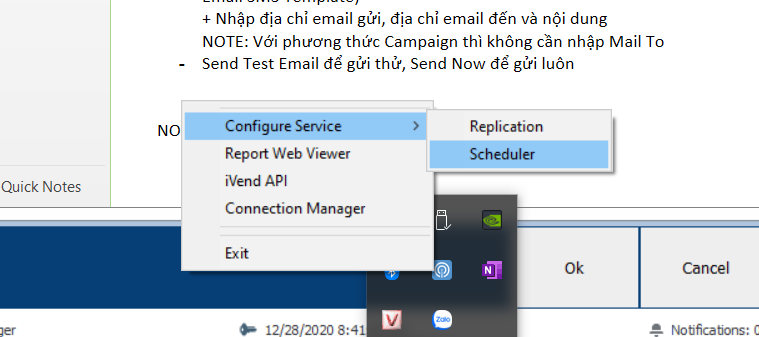 + Nhập địa chỉ email gửi, địa chỉ email đến và nội dung
NOTE: Với phương thức Campaign thì không cần nhập Mail To
- Send Test Email để gửi thử, Send Now để gửi luôn
NO
Configure Service >
Replication
Report Web Viewer
Scheduler
iVend API
Connection Manager
Exit
Quick Notes
N
Ok
Cancel
V
Zalo
ger
12/28/2020 8:41
Notifications: 0